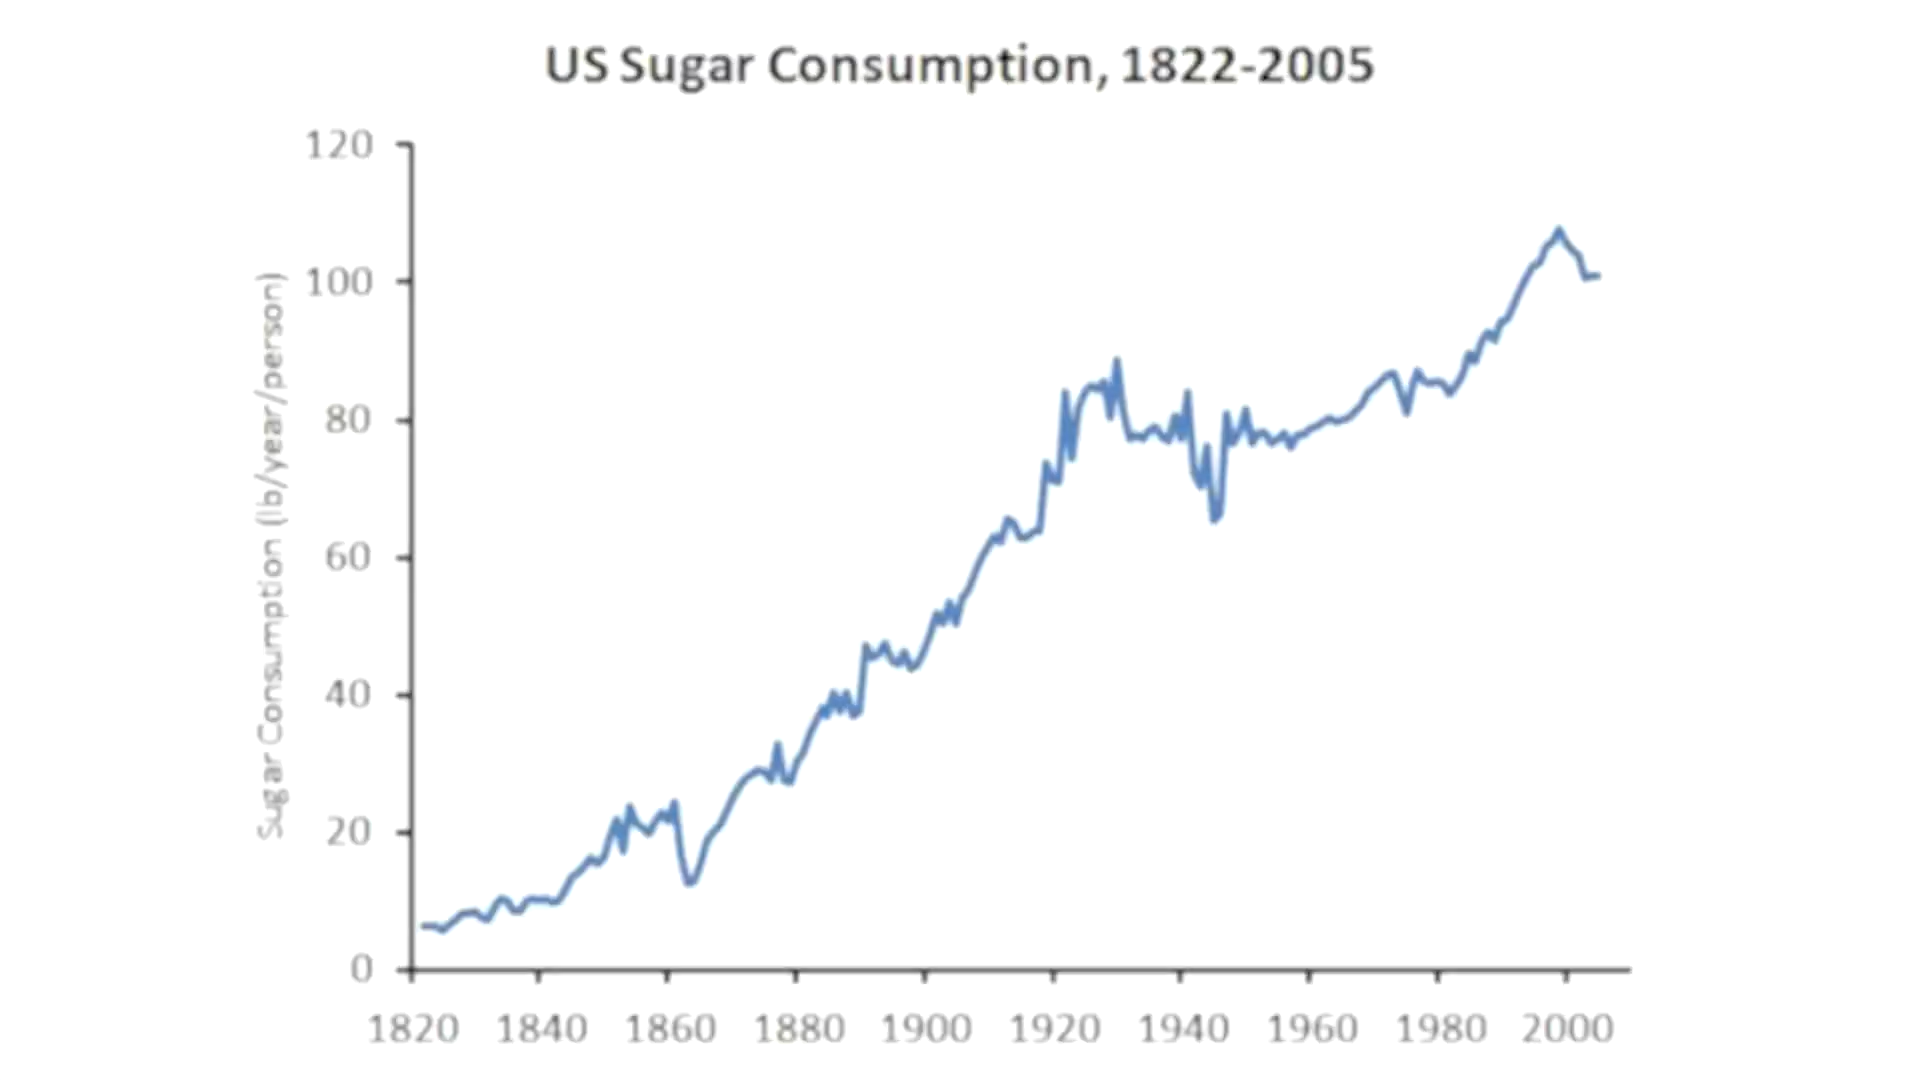 US Sugar Consumption, 1822-2005
Sugar Consumption (lb/year/person)
120
100
80
60
40
20
0
1820 1840 1860 1880 1900 1920 1940 1960 1980 2000